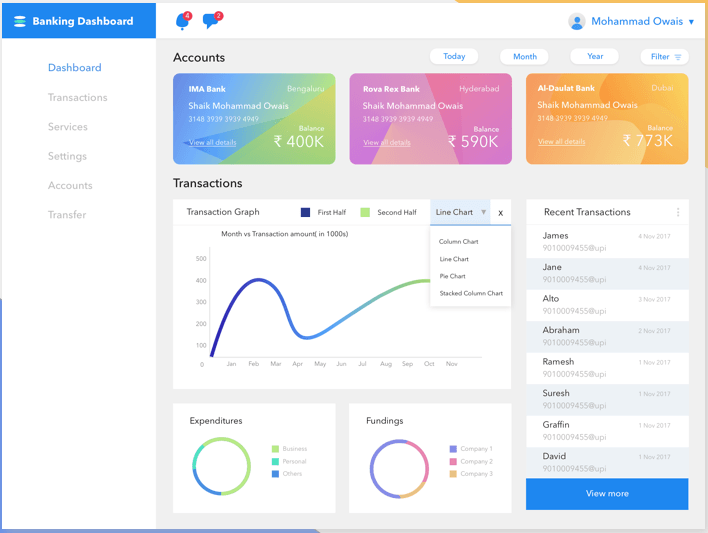 Banking Dashboard
4
2
Mohammad Owais
Dashboard
Transactions
Services
Settings
Accounts
Transfer
Accounts
Today
Month
Year
Filter
IMA Bank
Bengaluru
Shaik Mohammad Owais
3148 3939 3939 4949
Balance
View all details
₹ 400K
Rova Rex Bank
Hyderabad
Shaik Mohammad Owais
3148 3939 3939 4949
Balance
View all details
₹ 590K
Al-Daulat Bank
Dubai
Shaik Mohammad Owais
3148 3939 3939 4949
Balance
View all details
₹ 773K
Transactions
Transaction Graph
First Half
Second Half
Line Chart
x
Column Chart
Line Chart
Pie Chart
Stacked Column Chart
Month vs Transaction amount( in 1000s)
500
400
300
200
100
0
Jan Feb Mar Apr May Jun Jul Aug Sep Oct Nov
Recent Transactions
James
4 Nov 2017
9010009455@upi
Jane
4 Nov 2017
9010009455@upi
Alto
3 Nov 2017
9010009455@upi
Abraham
2 Nov 2017
9010009455@upi
Ramesh
1 Nov 2017
9010009455@upi
Suresh
1 Nov 2017
9010009455@upi
Graffin
1 Nov 2017
9010009455@upi
David
1 Nov 2017
9010009455@upi
View more
Expenditures
Business
Personal
Others
Fundings
Company 1
Company 2
Company 3